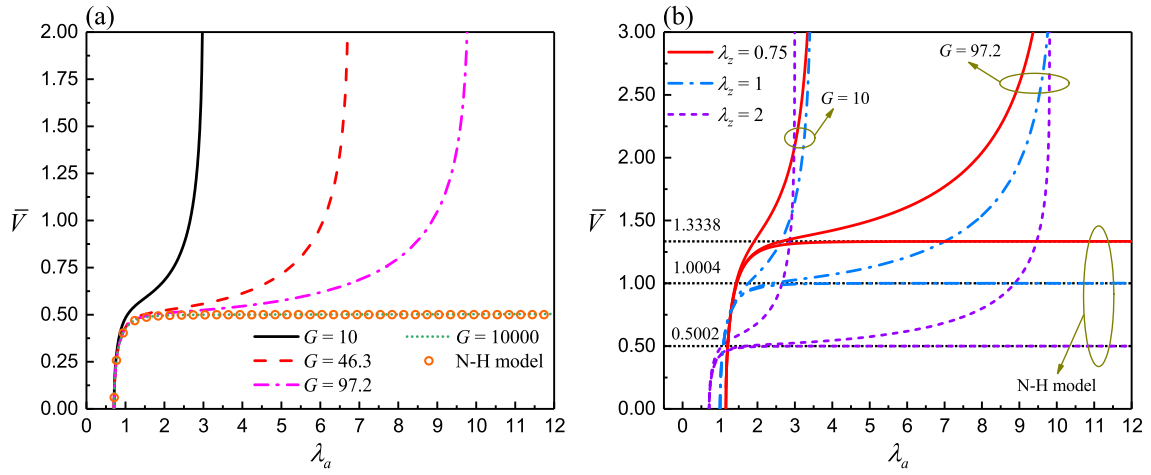 (a)
2.00
1.75
1.50
1.25
1.00
0.75
0.50
0.25
0.00
V̅
G = 10
G = 46.3
G = 97.2
G = 10000
N-H model
0 1 2 3 4 5 6 7 8 9 10 11 12
λₐ
(b)
3.00
2.50
2.00
1.50
1.00
0.50
0.00
V̅
λ_z = 0.75
λ_z = 1
λ_z = 2
G = 97.2
G = 10
1.3338
1.0004
0.5002
N-H model
0 1 2 3 4 5 6 7 8 9 10 11 12
λₐ